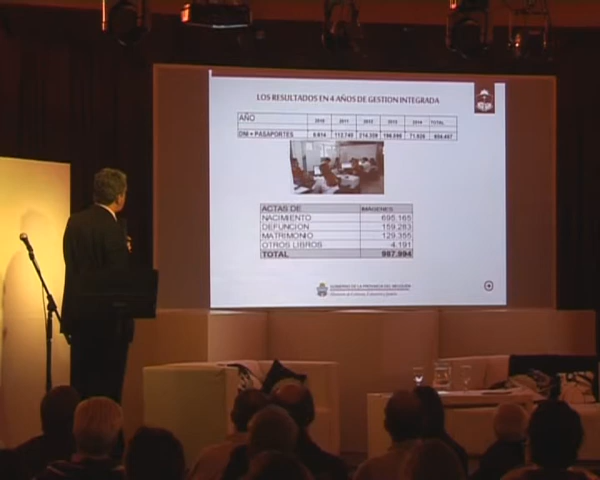 LOS RESULTADOS EN 4 AÑOS DE GESTION INTEGRADA
AÑO 2010 2011 2012 2013 2014 TOTAL
DNI + PASAPORTES
ACTAS DE IMÁGENES
NACIMIENTO 695.165
DEFUNCION 159.283
MATRIMONIO 129.355
OTROS LIBROS 4.191
TOTAL 987.994
GOBIERNO DE LA PROVINCIA DEL NEUQUÉN